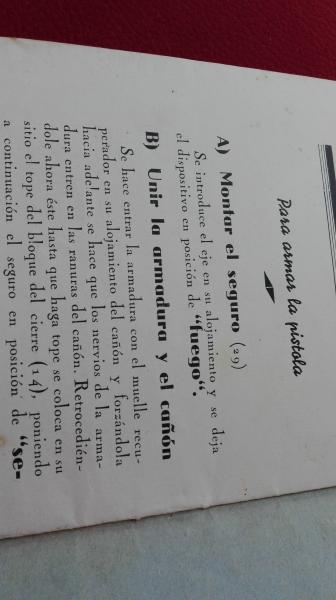 Para armar la pistola
A) Montar el seguro (29)
Se introduce el eje en su alojamiento y se deja
el dispositivo en posición de “fuego“.
B) Unir la armadura y el cañón
Se hace entrar la armadura con el muelle recu-
perador en su alojamiento del cañón y forzándola
hacia adelante se hace que los nervios de la arma-
dura entren en las ranuras del cañón. Retrocedién-
dole ahora éste hasta que haga tope se coloca en su
sitio el tope del bloque del cierre (14), poniendo
a continuación el seguro en posición de “se-